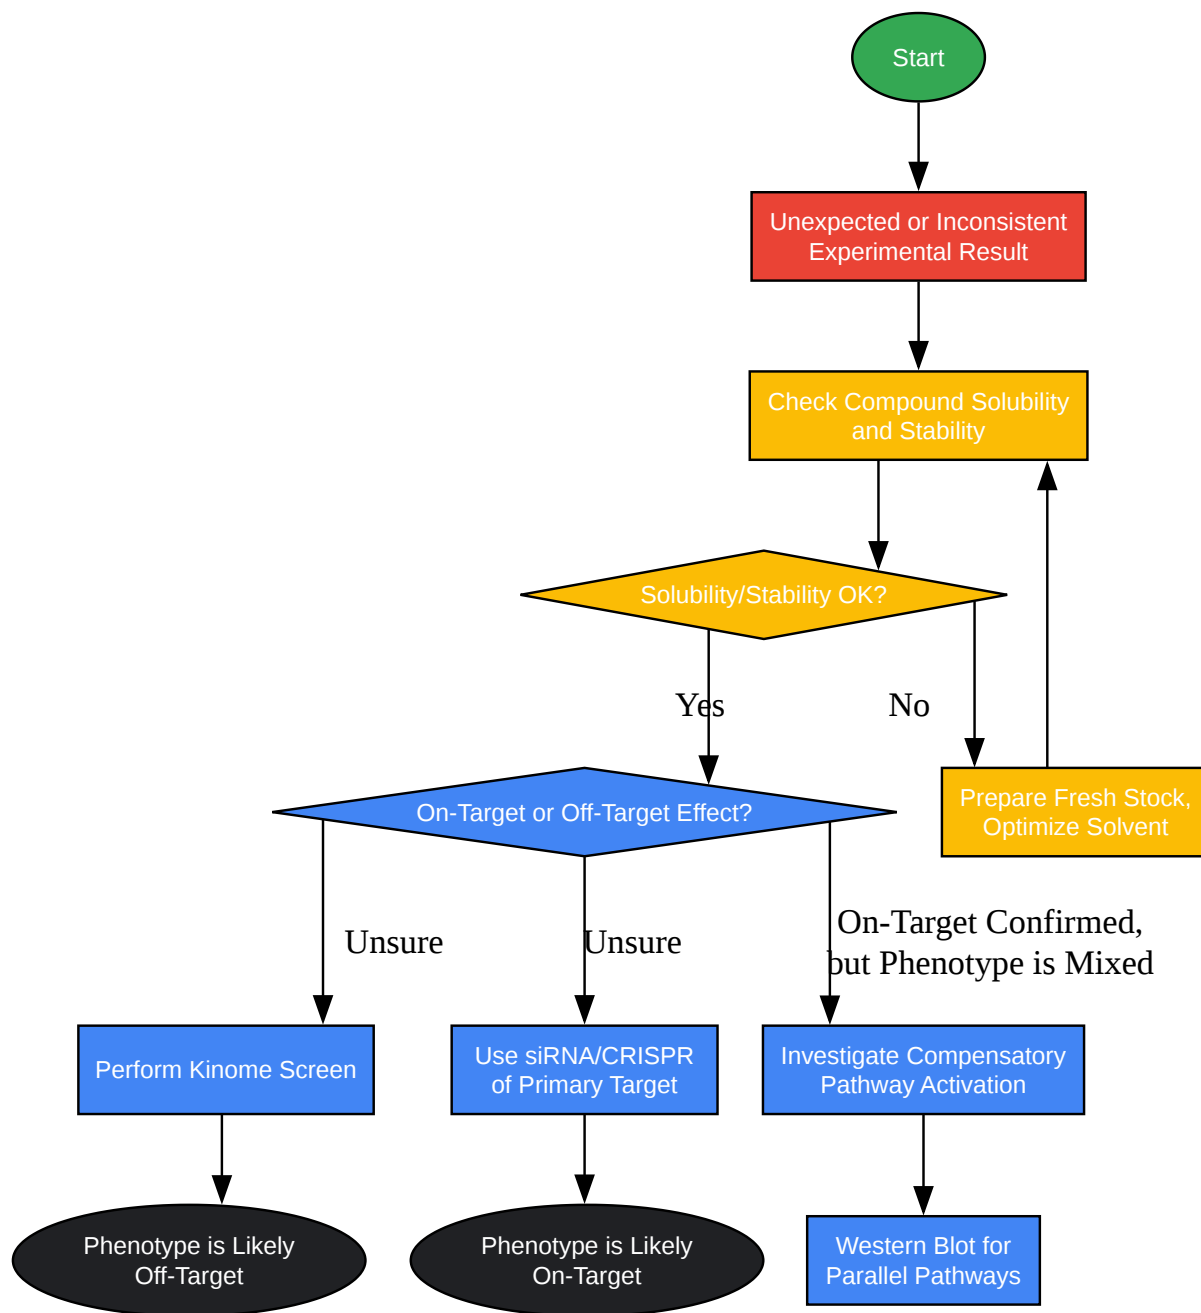 Start
Unexpected or Inconsistent
Experimental Result
Check Compound Solubility
and Stability
Solubility/Stability OK?
Yes
No
On-Target or Off-Target Effect?
Prepare Fresh Stock,
Optimize Solvent
Unsure
Unsure
On-Target Confirmed,
but Phenotype is Mixed
Perform Kinome Screen
Use siRNA/CRISPR
of Primary Target
Investigate Compensatory
Pathway Activation
Phenotype is Likely
Off-Target
Phenotype is Likely
On-Target
Western Blot for
Parallel Pathways